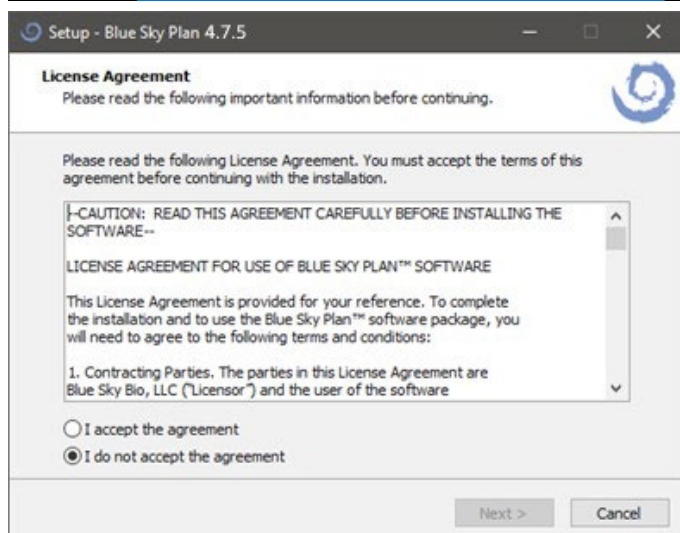 Setup - Blue Sky Plan 4.7.5
License Agreement
Please read the following important information before continuing.
Please read the following License Agreement. You must accept the terms of this
agreement before continuing with the installation.
--CAUTION: READ THIS AGREEMENT CAREFULLY BEFORE INSTALLING THE
SOFTWARE--
LICENSE AGREEMENT FOR USE OF BLUE SKY PLAN™ SOFTWARE
This License Agreement is provided for your reference. To complete
the installation and to use the Blue Sky Plan™ software package, you
will need to agree to the following terms and conditions:
1. Contracting Parties. The parties in this License Agreement are
Blue Sky Bio, LLC ("Licensor") and the user of the software
I accept the agreement
I do not accept the agreement
Next >
Cancel